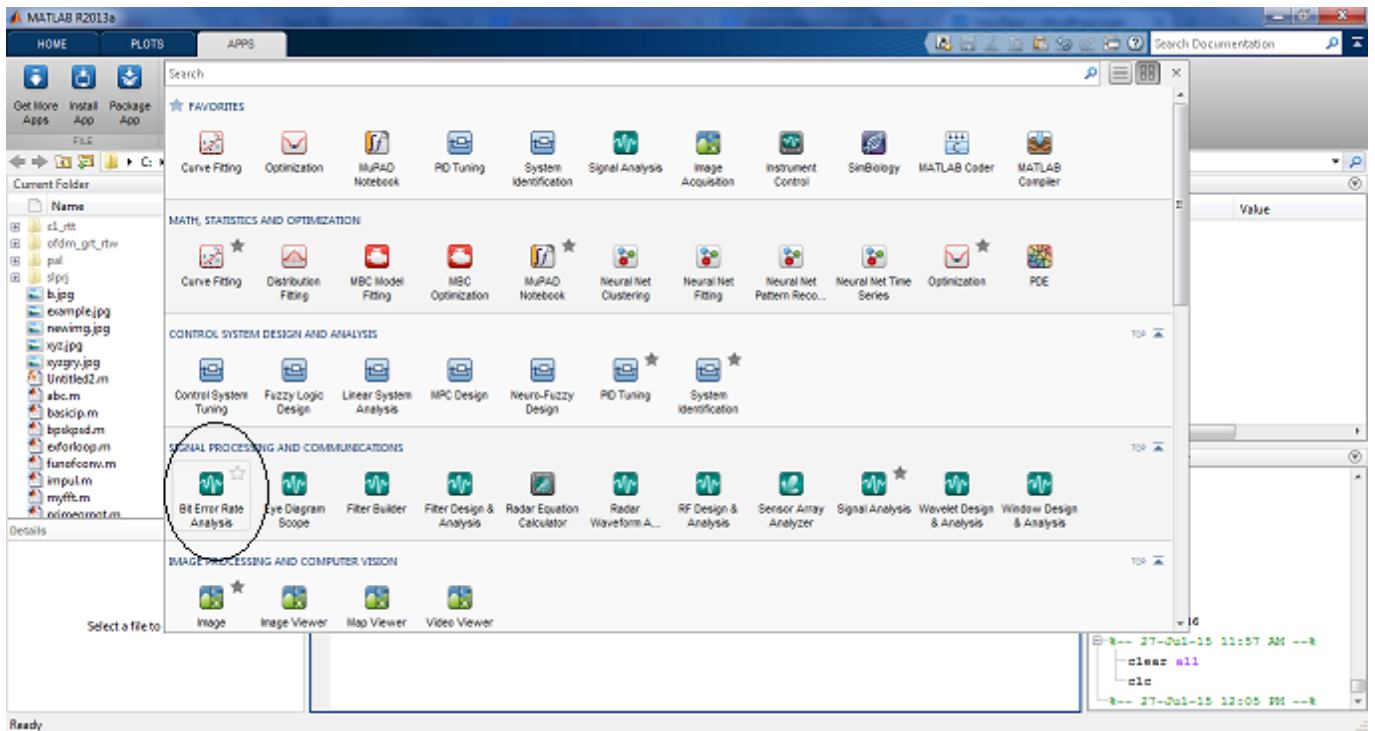 MATLAB R2013a
HOME PLOTS APPS
Search Documentation
Search
Get More Apps
Install App
Package App
FILE
FAVORITES
Curve Fitting
Optimization
MuPAD Notebook
PID Tuning
System Identification
Signal Analysis
Image Acquisition
Instrument Control
SimBiology
MATLAB Coder
MATLAB Compiler
C:
Current Folder
Name
Value
c1_rtt
ofdm_grt_rtw
pal
slprj
b.jpg
example.jpg
newimg.jpg
xyz.jpg
xyzgry.jpg
Untitled2.m
abc.m
basicip.m
bpskpsd.m
exforloop.m
funofconv.m
impul.m
myfft.m
MATH, STATISTICS AND OPTIMIZATION
Curve Fitting
Distribution Fitting
MBC Model Fitting
MBC Optimization
MuPAD Notebook
Neural Net Clustering
Neural Net Fitting
Neural Net Pattern Reco...
Neural Net Time Series
Optimization
PDE
CONTROL SYSTEM DESIGN AND ANALYSIS
TOP
Control System Tuning
Fuzzy Logic Design
Linear System Analysis
MPC Design
Neuro-Fuzzy Design
PID Tuning
System Identification
SIGNAL PROCESSING AND COMMUNICATIONS
TOP
Bit Error Rate Analysis
Eye Diagram Scope
Filter Builder
Filter Design & Analysis
Radar Equation Calculator
Radar Waveform A...
RF Design & Analysis
Sensor Array Analyzer
Signal Analysis
Wavelet Design & Analysis
Window Design & Analysis
IMAGE PROCESSING AND COMPUTER VISION
TOP
Image
Image Viewer
Map Viewer
Video Viewer
Details
Select a file to
%-- 27-Jul-15 11:57 AM --%
clear all
clc
%-- 27-Jul-15 12:05 PM --%
Ready